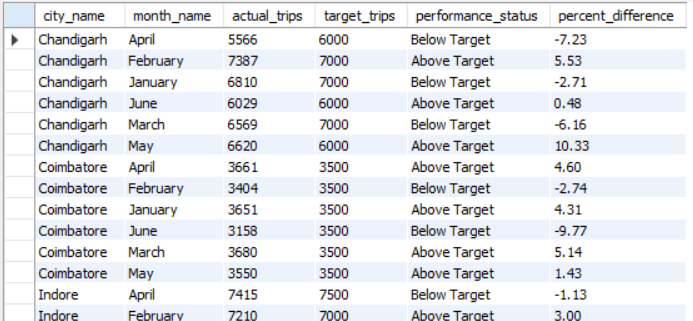 city_name month_name actual_trips target_trips performance_status percent_difference
Chandigarh April 5566 6000 Below Target -7.23
Chandigarh February 7387 7000 Above Target 5.53
Chandigarh January 6810 7000 Below Target -2.71
Chandigarh June 6029 6000 Above Target 0.48
Chandigarh March 6569 7000 Below Target -6.16
Chandigarh May 6620 6000 Above Target 10.33
Coimbatore April 3661 3500 Above Target 4.60
Coimbatore February 3404 3500 Below Target -2.74
Coimbatore January 3651 3500 Above Target 4.31
Coimbatore June 3158 3500 Below Target -9.77
Coimbatore March 3680 3500 Above Target 5.14
Coimbatore May 3550 3500 Above Target 1.43
Indore April 7415 7500 Below Target -1.13
Indore February 7210 7000 Above Target 3.00